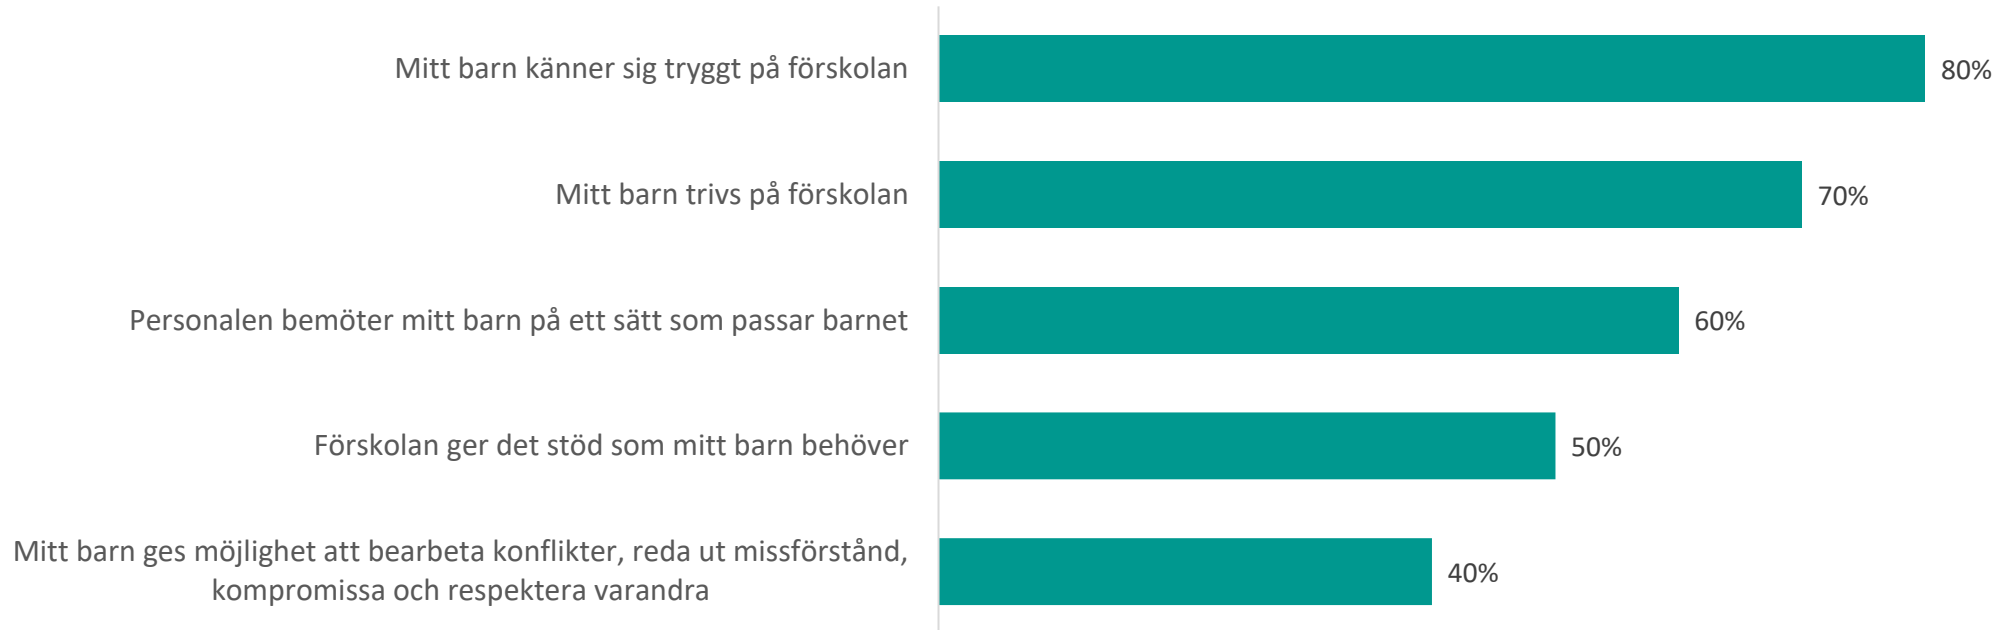 Mitt barn känner sig tryggt på förskolan
80%
Mitt barn trivs på förskolan
70%
Personalen bemöter mitt barn på ett sätt som passar barnet
60%
Förskolan ger det stöd som mitt barn behöver
50%
Mitt barn ges möjlighet att bearbeta konflikter, reda ut missförstånd,
kompromissa och respektera varandra
40%